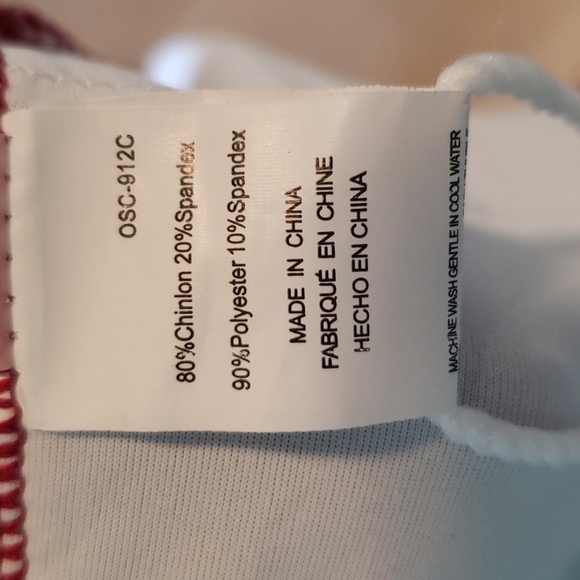 OSC-912C
80%Chinlon 20%Spandex
90%Polyester 10%Spandex
MADE IN CHINA
FABRIQUÉ EN CHINE
HECHO EN CHINA
MACHINE WASH GENTLE IN COOL WATER